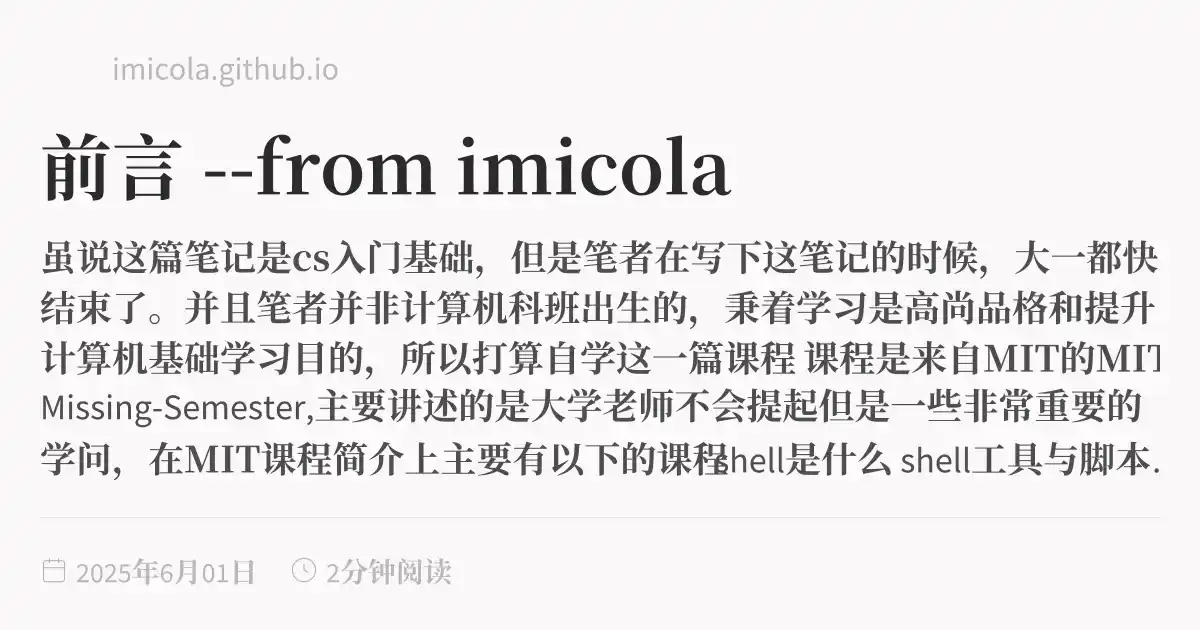 imicola.github.io
前言 --from imicola
虽说这篇笔记是cs入门基础，但是笔者在写下这笔记的时候，大一都快
结束了。并且笔者并非计算机科班出生的，秉着学习是高尚品格和提升
计算机基础学习目的，所以打算自学这一篇课程 课程是来自MIT的MIT
Missing-Semester,主要讲述的是大学老师不会提起但是一些非常重要的
学问，在MIT课程简介上主要有以下的课程shell是什么 shell工具与脚本.
2025年6月01日 2分钟阅读